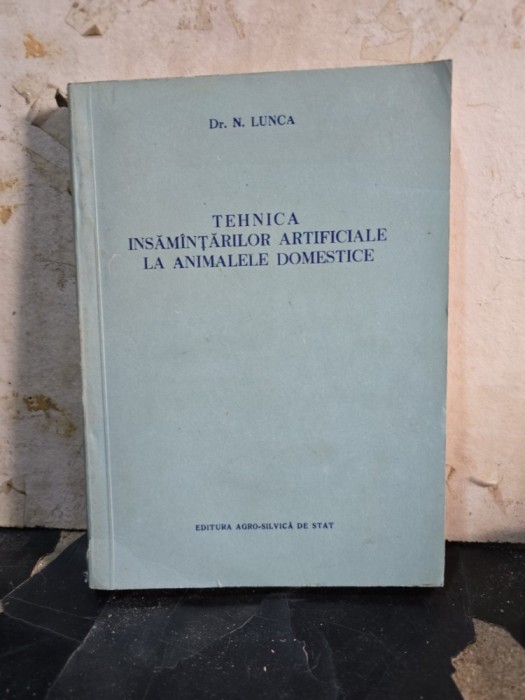 Dr. N. LUNCA
TEHNICA
INSĂMÎNȚĂRILOR ARTIFICIALE
LA ANIMALELE DOMESTICE
EDITURA AGRO-SILVICĂ DE STAT